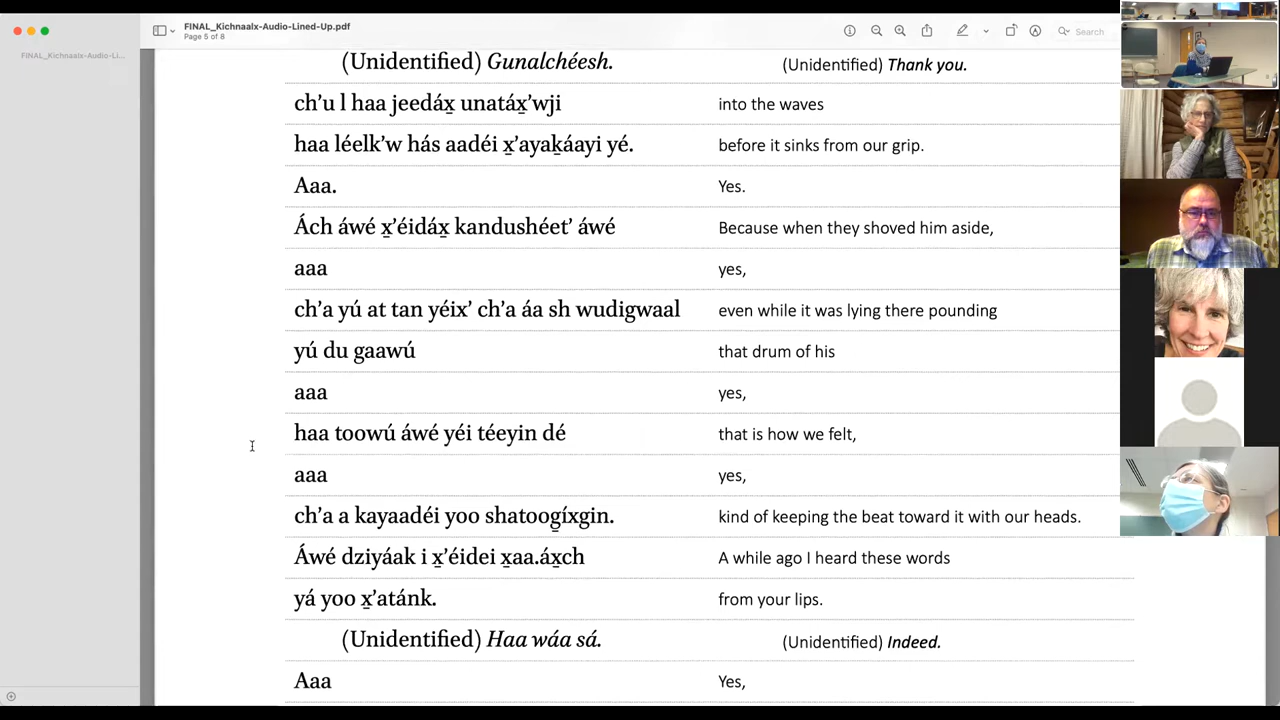 FINAL_Kichnaalx-Audio-Lined-Up.pdf
Page 5 of 8
Search
FINAL_Kichnaalx-Audio-Li...
(Unidentified) Gunalchéesh. (Unidentified) Thank you.
ch’u l haa jeedáx̱ unatáx̱’wji into the waves
haa léelk’w hás aadéi x̱’ayaḵáayi yé. before it sinks from our grip.
Aaa. Yes.
Ách áwé x̱’éidáx̱ kandushéet’ áwé Because when they shoved him aside,
aaa yes,
ch’a yú at tan yéix’ ch’a áa sh wudigwaal even while it was lying there pounding
yú du gaawú that drum of his
aaa yes,
haa toowú áwé yéi téeyin dé that is how we felt,
aaa yes,
ch’a a kayaadéi yoo shatoog̱íxgin. kind of keeping the beat toward it with our heads.
Áwé dziyáak i x̱’éidei x̱aa.áx̱ch A while ago I heard these words
yá yoo x̱’atánk. from your lips.
(Unidentified) Haa wáa sá. (Unidentified) Indeed.
Aaa Yes,